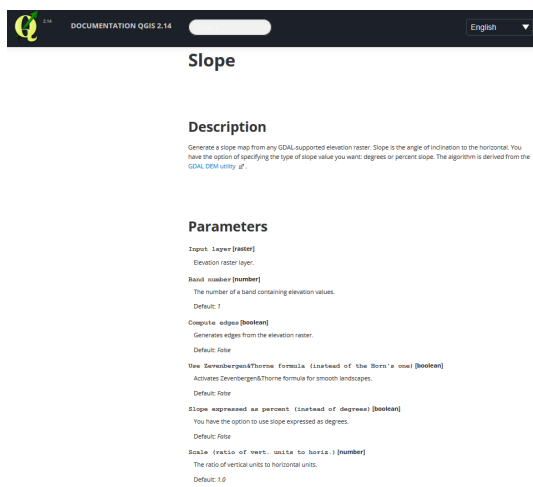 2.14
DOCUMENTATION QGIS 2.14
English
Slope
Description
Generate a slope map from any GDAL-supported elevation raster. Slope is the angle of inclination to the horizontal. You
have the option of specifying the type of slope value you want: degrees or percent slope. The algorithm is derived from the
GDAL DEM utility .
Parameters
Input layer [raster]
Elevation raster layer.
Band number [number]
The number of a band containing elevation values.
Default: 1
Compute edges [boolean]
Generates edges from the elevation raster.
Default: False
Use Zevenbergen&Thorne formula (instead of the Horn's one) [boolean]
Activates Zevenbergen&Thorne formula for smooth landscapes.
Default: False
Slope expressed as percent (instead of degrees) [boolean]
You have the option to use slope expressed as degrees.
Default: False
Scale (ratio of vert. units to horiz.) [number]
The ratio of vertical units to horizontal units.
Default: 1.0